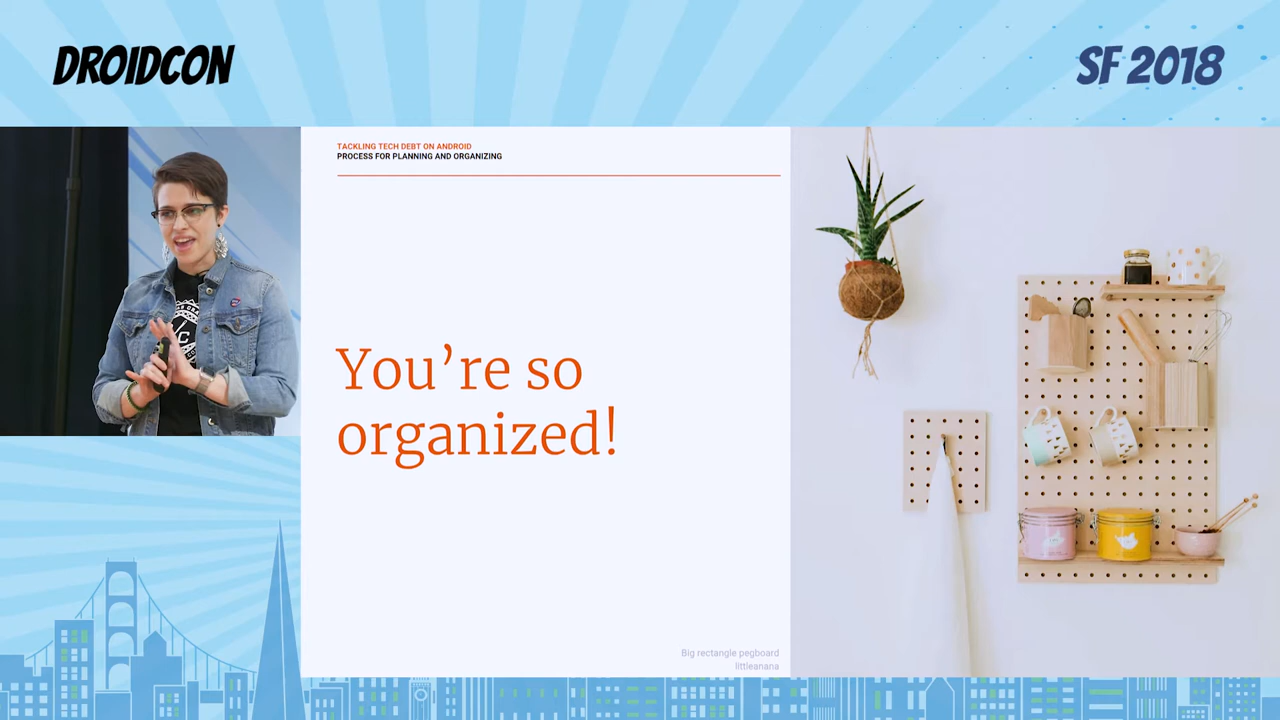 DROIDCON
SF 2018
TACKLING TECH DEBT ON ANDROID
PROCESS FOR PLANNING AND ORGANIZING
You’re so
organized!
Big rectangle pegboard
littleanana